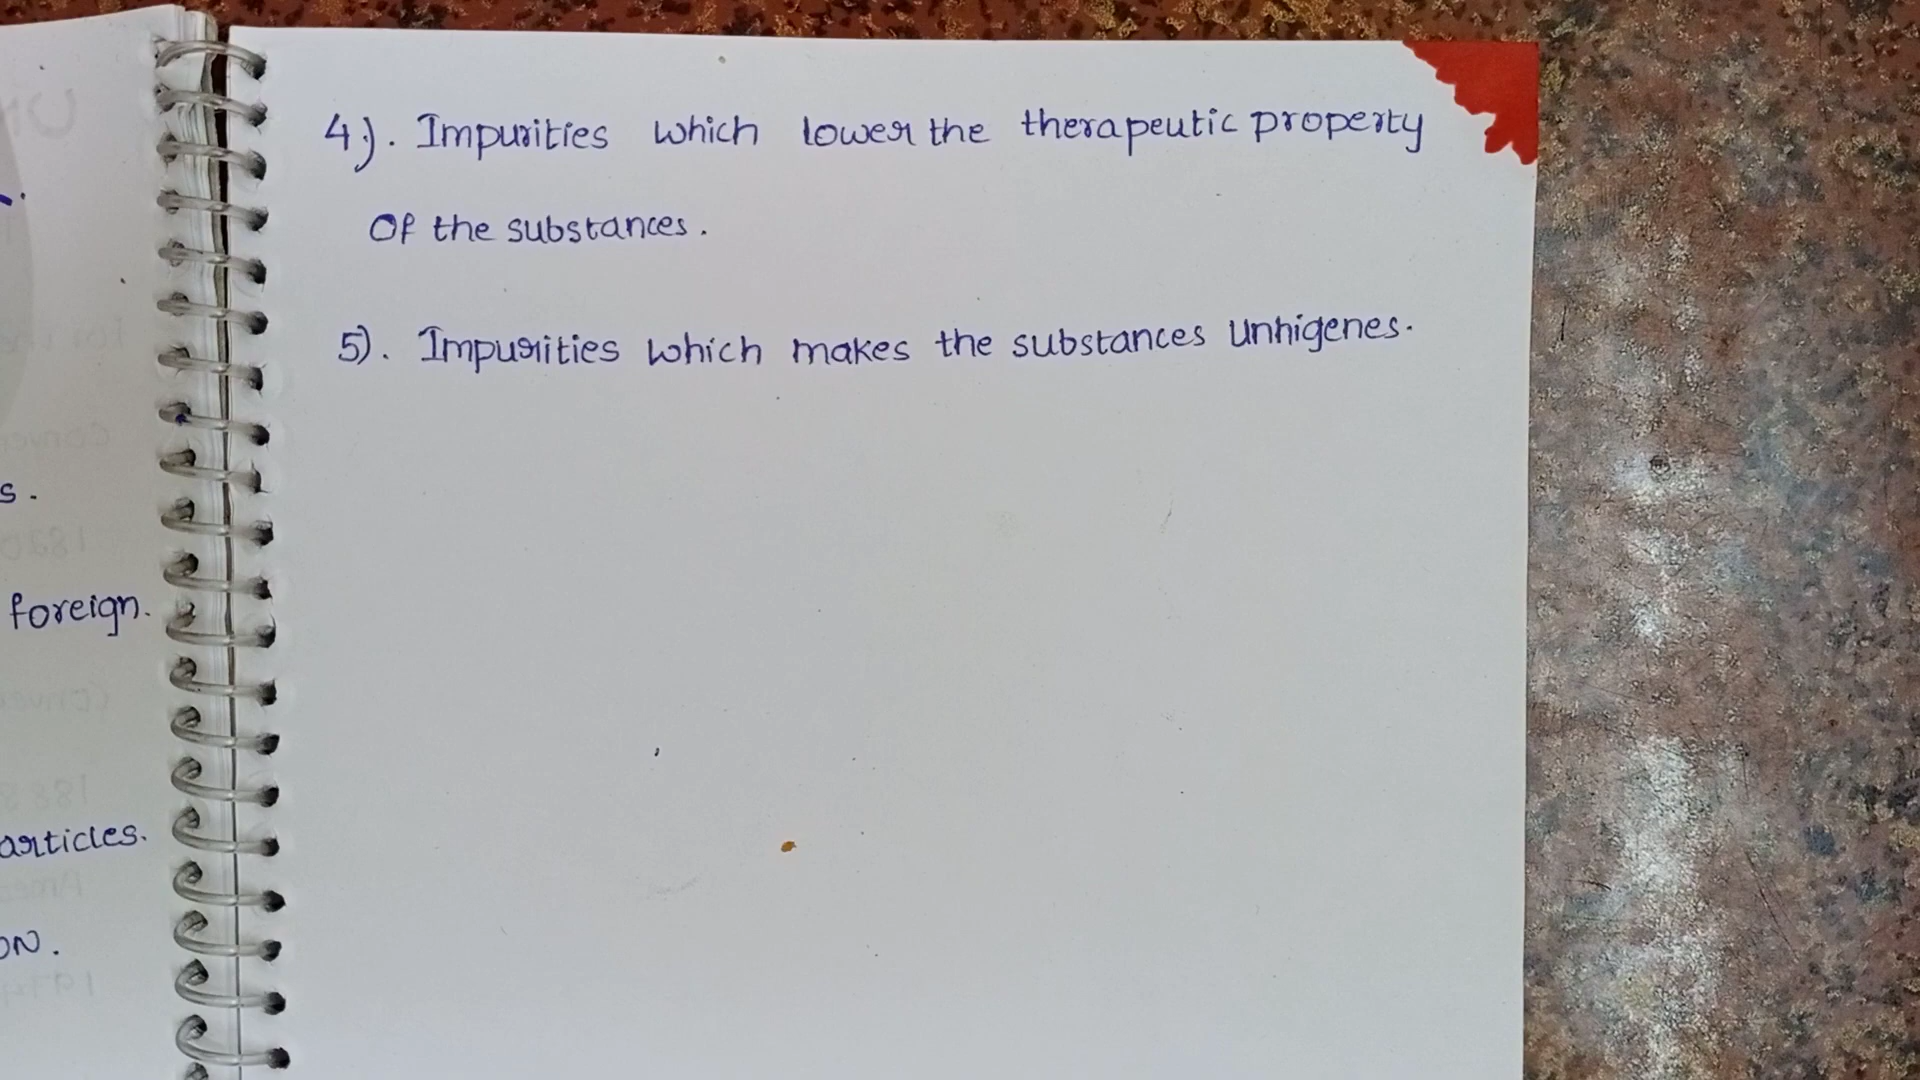 s.
foreign.
articles.
ON.
4). Impurities which lower the therapeutic property
Of the substances.
5). Impurities which makes the substances Unhigenes.